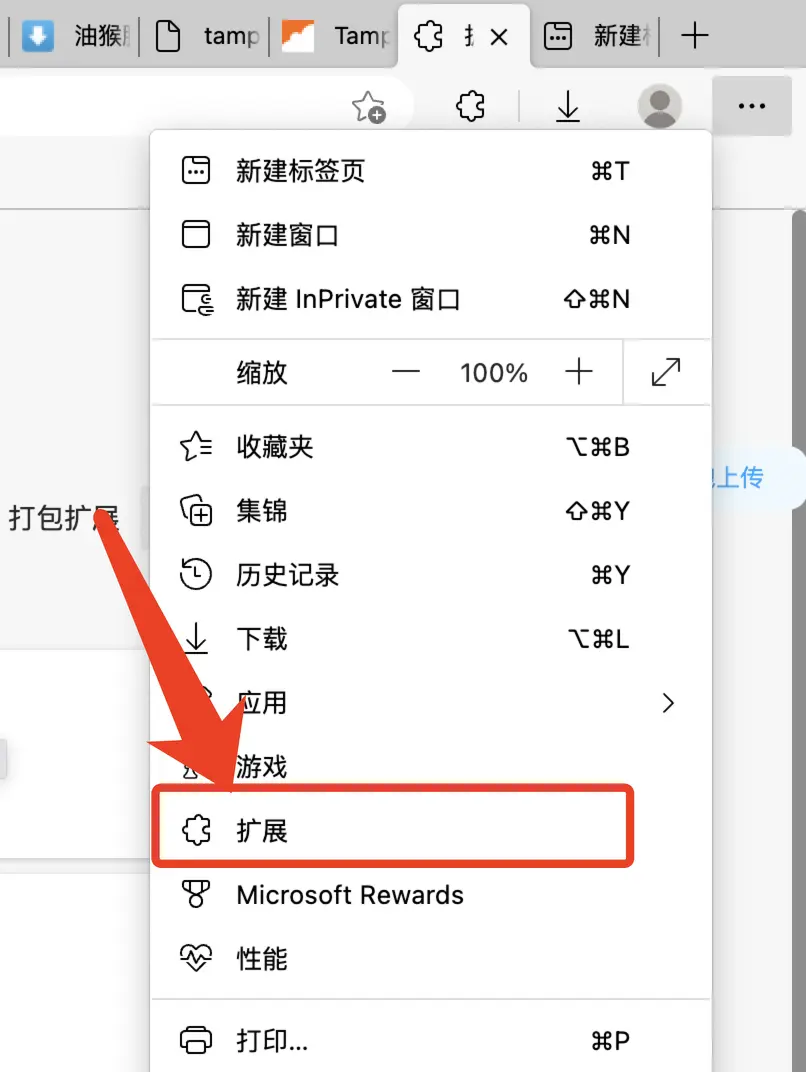 油猴
tamp
Tamp
新建
新建标签页 ⌘T
新建窗口 ⌘N
新建 InPrivate 窗口 ⇧⌘N
缩放 — 100% +
收藏夹 ⌥⌘B
上传
集锦 ⇧⌘Y
打包扩展
历史记录 ⌘Y
下载 ⌥⌘L
应用
游戏
扩展
Microsoft Rewards
性能
打印... ⌘P